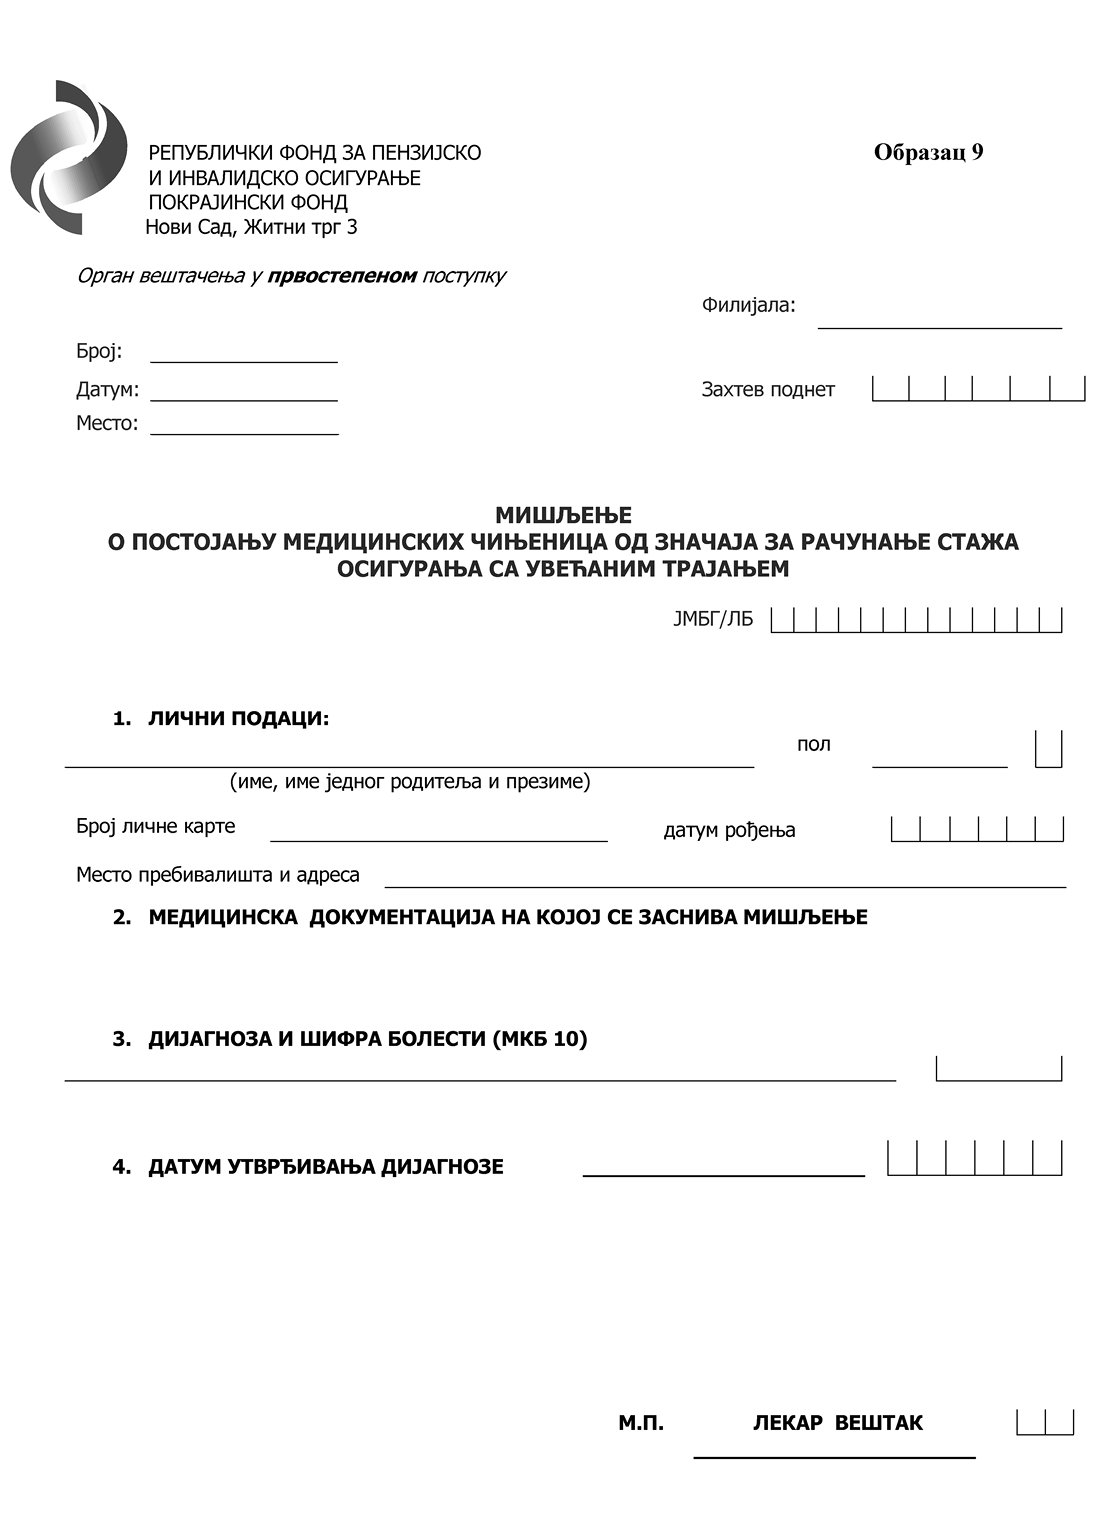 РЕПУБЛИЧКИ ФОНД ЗА ПЕНЗИЈСКО
И ИНВАЛИДСКО ОСИГУРАЊЕ
ПОКРАЈИНСКИ ФОНД
Нови Сад, Житни трг 3
Образац 9
Орган вештачења у првостепеном поступку
Филијала:
Број:
Датум:
Захтев поднет
Место:
МИШЉЕЊЕ
О ПОСТОЈАЊУ МЕДИЦИНСКИХ ЧИЊЕНИЦА ОД ЗНАЧАЈА ЗА РАЧУНАЊЕ СТАЖА
ОСИГУРАЊА СА УВЕЋАНИМ ТРАЈАЊЕМ
ЈМБГ/ЛБ
1. ЛИЧНИ ПОДАЦИ:
пол
(име, име једног родитеља и презиме)
Број личне карте
датум рођења
Место пребивалишта и адреса
2. МЕДИЦИНСКА ДОКУМЕНТАЦИЈА НА КОЈОЈ СЕ ЗАСНИВА МИШЉЕЊЕ
3. ДИЈАГНОЗА И ШИФРА БОЛЕСТИ (МКБ 10)
4. ДАТУМ УТВРЂИВАЊА ДИЈАГНОЗЕ
М.П. ЛЕКАР ВЕШТАК